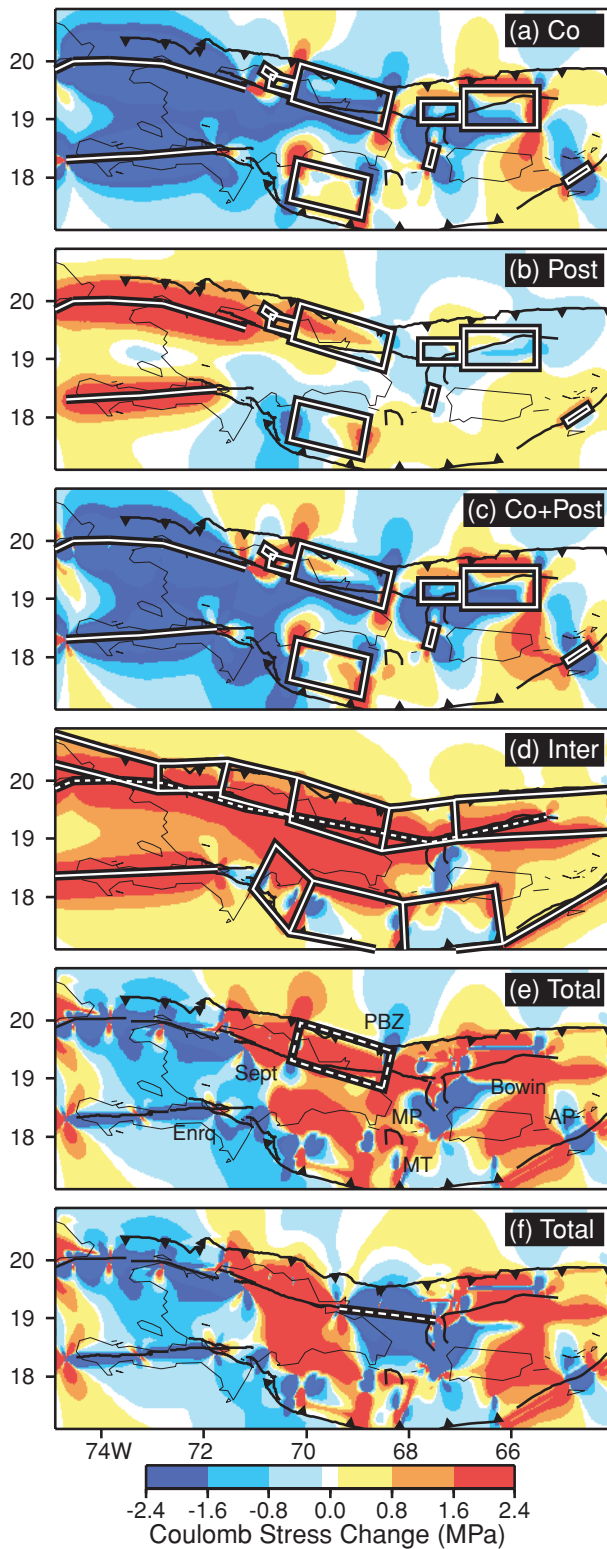 (a) Co
20
19
18
(b) Post
20
19
18
(c) Co+Post
20
19
18
(d) Inter
20
19
18
(e) Total
PBZ
20
Sept
19
Bowin
MP
AP
Enrq
18
MT
(f) Total
20
19
18
74W 72 70 68 66
-2.4 -1.6 -0.8 0.0 0.8 1.6 2.4
Coulomb Stress Change (MPa)